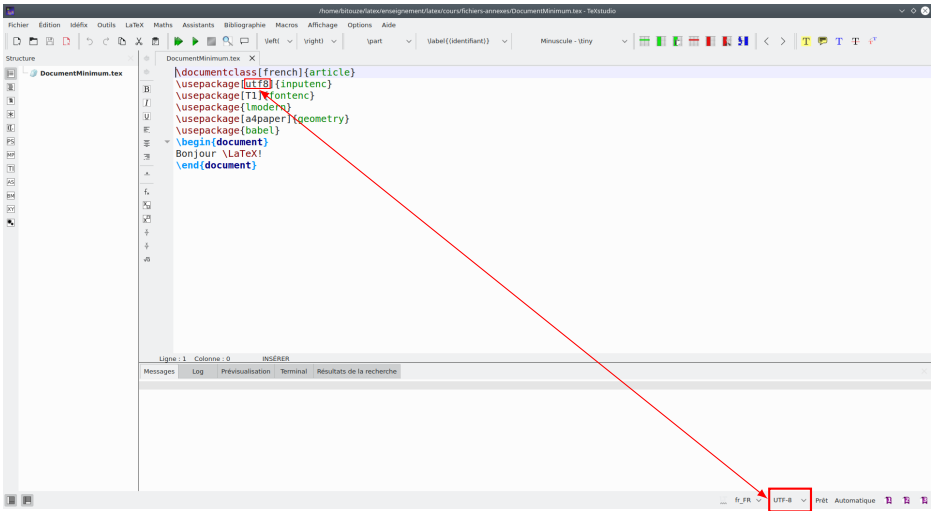 /home/bitouze/latex/enseignement/latex/cours/fichiers-annexes/DocumentMinimum.tex - TeXstudio
Fichier Édition Idéfix Outils LaTeX Maths Assistants Bibliographie Macros Affichage Options Aide
\left( \right) \part \label{(identifiant)} Minuscule - \tiny
Structure
DocumentMinimum.tex
DocumentMinimum.tex
\documentclass[french]{article}
\usepackage[utf8]{inputenc}
\usepackage[T1]{fontenc}
\usepackage{lmodern}
\usepackage[a4paper]{geometry}
\usepackage{babel}
\begin{document}
Bonjour \LaTeX!
\end{document}
Ligne : 1 Colonne : 0 INSÉRER
Messages Log Prévisualisation Terminal Résultats de la recherche
fr_FR UTF-8 Prêt Automatique